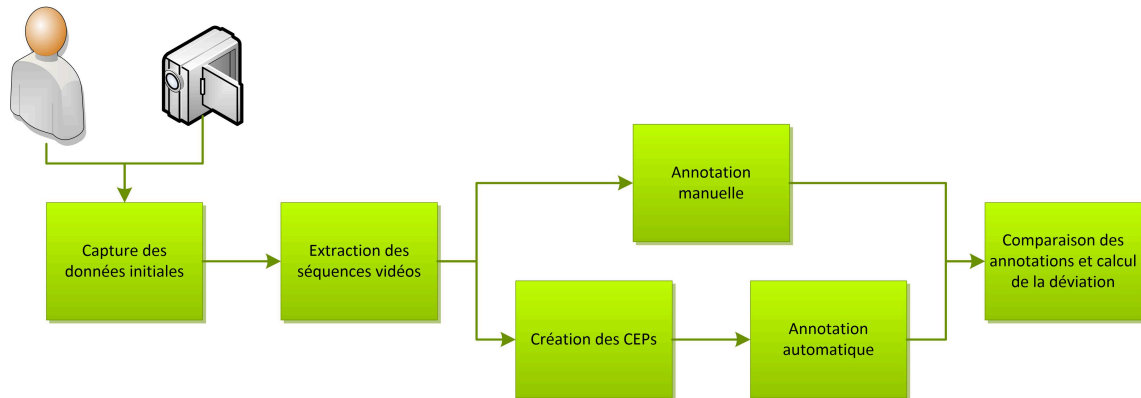 Capture des
données initiales
Extraction des
séquences vidéos
Annotation
manuelle
Création des CEPs
Annotation
automatique
Comparaison des
annotations et calcul
de la déviation